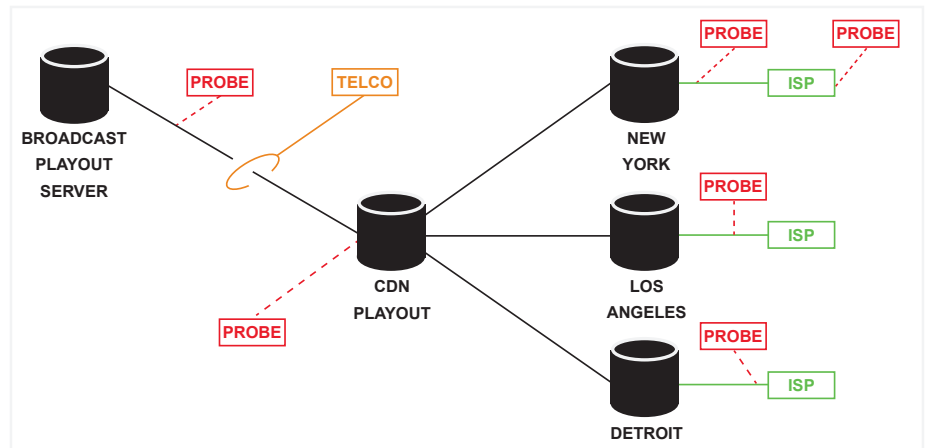 PROBE
PROBE
PROBE
TELCO
ISP
BROADCAST
PLAYOUT
SERVER
NEW
YORK
PROBE
ISP
CDN
PLAYOUT
LOS
ANGELES
PROBE
PROBE
ISP
DETROIT